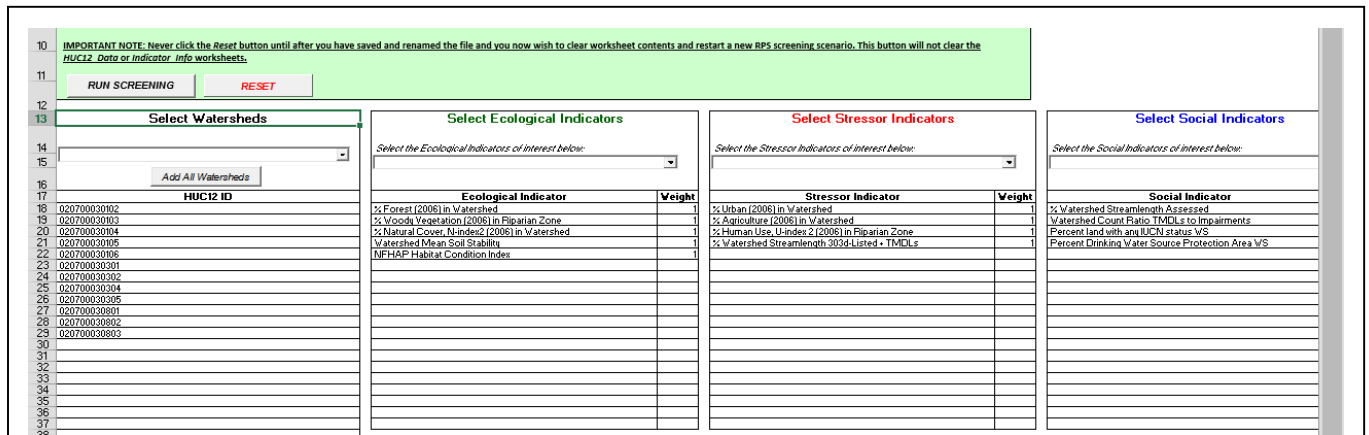 10 IMPORTANT NOTE: Never click the Reset button until after you have saved and renamed the file and you now wish to clear worksheet contents and restart a new RPS screening scenario. This button will not clear the
HUC12_Data or Indicator_Info worksheets.
11
RUN SCREENING RESET
12
13 Select Watersheds Select Ecological Indicators Select Stressor Indicators Select Social Indicators
14 Select the Ecological Indicators of interest below: Select the Stressor Indicators of interest below: Select the Social Indicators of interest below:
15
Add All Watersheds
16
17 HUC12 ID Ecological Indicator Weight Stressor Indicator Weight Social Indicator
18 020700030102 % Forest (2006) in Watershed 1 % Urban (2006) in Watershed 1 % Watershed Streamlength Assessed
19 020700030103 % Woody Vegetation (2006) in Riparian Zone 1 % Agriculture (2006) in Watershed 1 Watershed Count Ratio TMDLs to Impairments
20 020700030104 % Natural Cover, N-index2 (2006) in Watershed 1 % Human Use, U-index 2 (2006) in Riparian Zone 1 Percent land with any IUCN status WS
21 020700030105 Watershed Mean Soil Stability 1 % Watershed Streamlength 303d-Listed + TMDLs 1 Percent Drinking Water Source Protection Area WS
22 020700030106 NFHAP Habitat Condition Index 1
23 020700030301
24 020700030302
25 020700030304
26 020700030305
27 020700030801
28 020700030802
29 020700030803
30
31
32
33
34
35
36
37
38